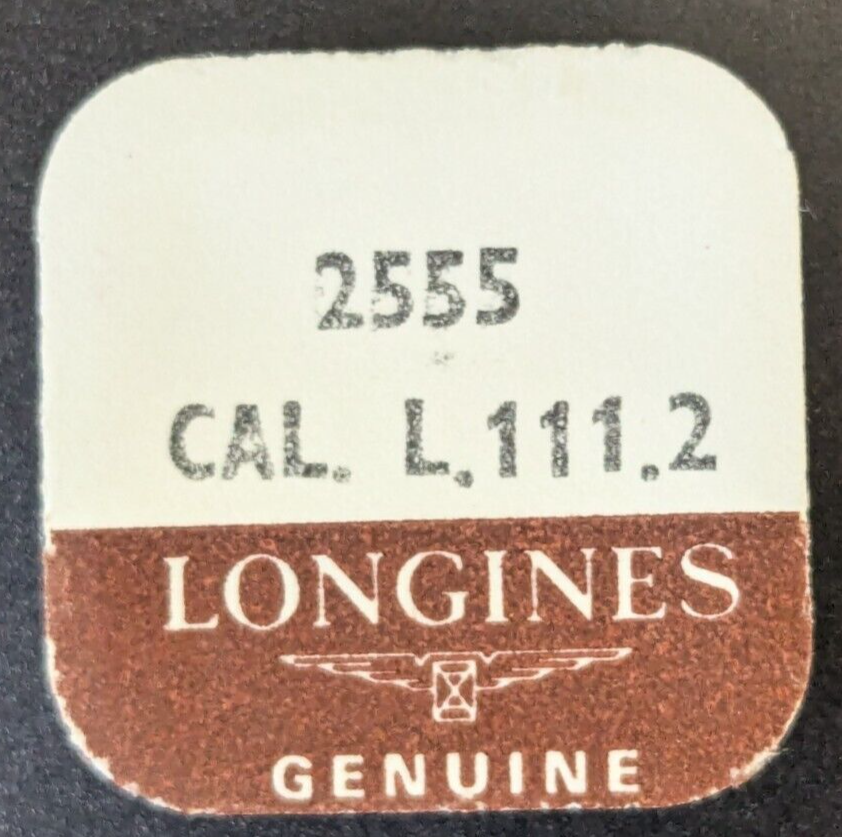 2555
CAL. L.111.2
LONGINES
GENUINE